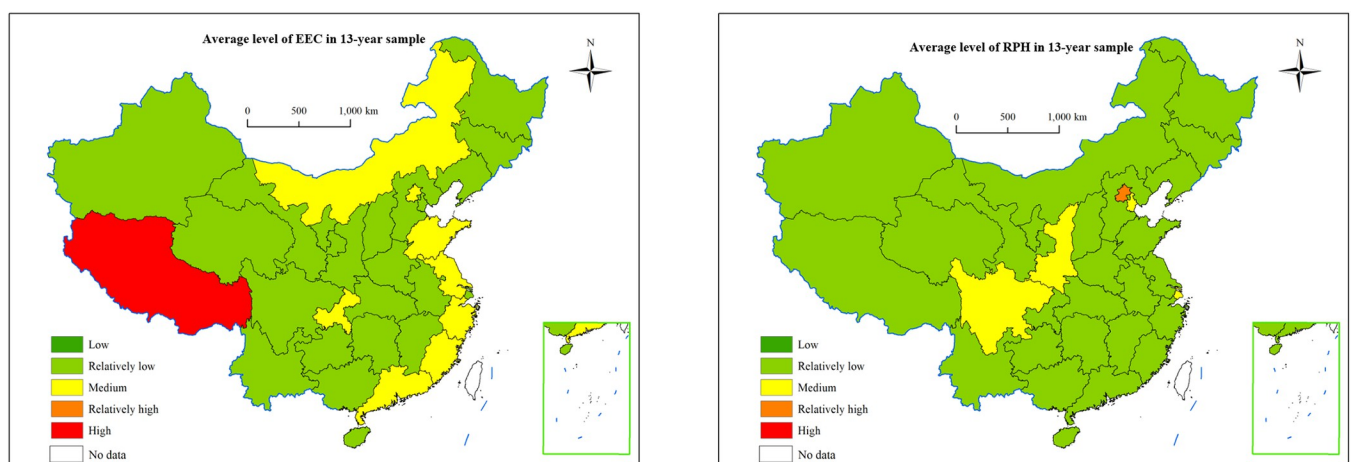 Average level of EEC in 13-year sample
N
0 500 1,000 km
Low
Relatively low
Medium
Relatively high
High
No data
Average level of RPH in 13-year sample
N
0 500 1,000 km
Low
Relatively low
Medium
Relatively high
High
No data